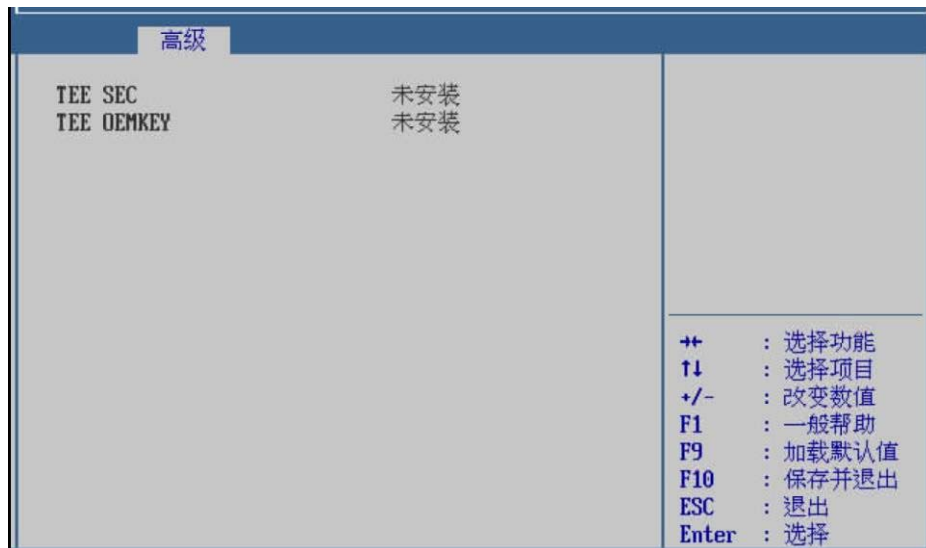 高级
TEE SEC 未安装
TEE OEMKEY 未安装
→← : 选择功能
↑↓ : 选择项目
+/- : 改变数值
F1 : 一般帮助
F9 : 加载默认值
F10 : 保存并退出
ESC : 退出
Enter : 选择